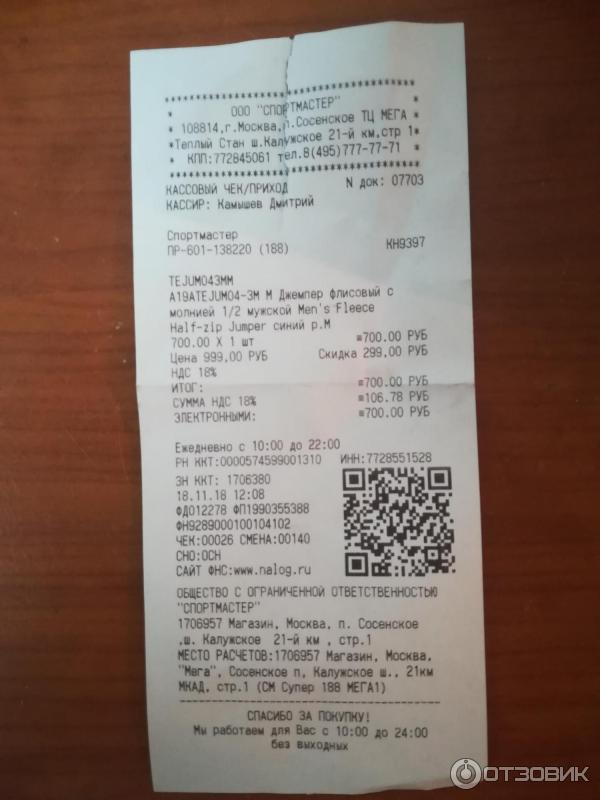 ООО "СПОРТМАСТЕР"
108814,г.Москва,п.Сосенское ТЦ МЕГА
Теплый Стан ш.Калужское 21-й км,стр 1
КПП:772845061 тел.8(495)777-77-71
КАССОВЫЙ ЧЕК/ПРИХОД N док: 07703
КАССИР: Камышев Дмитрий
Спортмастер
ПР-601-138220 (188) КН9397
TEJUM043MM
A19ATEJUM04-3M M Джемпер флисовый с
молнией 1/2 мужской Men's Fleece
Half-zip Jumper синий р.M
700.00 X 1 шт =700.00 РУБ
Цена 999,00 РУБ Скидка 299.00 РУБ
НДС 18%
ИТОГ: =700.00 РУБ
СУММА НДС 18% =106.78 РУБ
ЭЛЕКТРОННЫМИ: =700.00 РУБ
Ежедневно с 10:00 до 22:00
РН ККТ:0000574599001310 ИНН:7728551528
ЗН ККТ: 1706380
18.11.18 12:08
ФД012278 ФП1990355388
ФН9289000100104102
ЧЕК:00026 СМЕНА:00140
СНО:ОСН
САЙТ ФНС:www.nalog.ru
ОБЩЕСТВО С ОГРАНИЧЕННОЙ ОТВЕТСТВЕННОСТЬЮ
"СПОРТМАСТЕР"
1706957 Магазин, Москва, п. Сосенское
,ш. Калужское 21-й км , стр.1
МЕСТО РАСЧЕТОВ:1706957 Магазин, Москва,
"Мега", Сосенское п, Калужское ш., 21км
МКАД, стр.1 (СМ Супер 188 МЕГА1)
СПАСИБО ЗА ПОКУПКУ!
Мы работаем для Вас с 10:00 до 24:00
без выходных
ОТЗОВИК